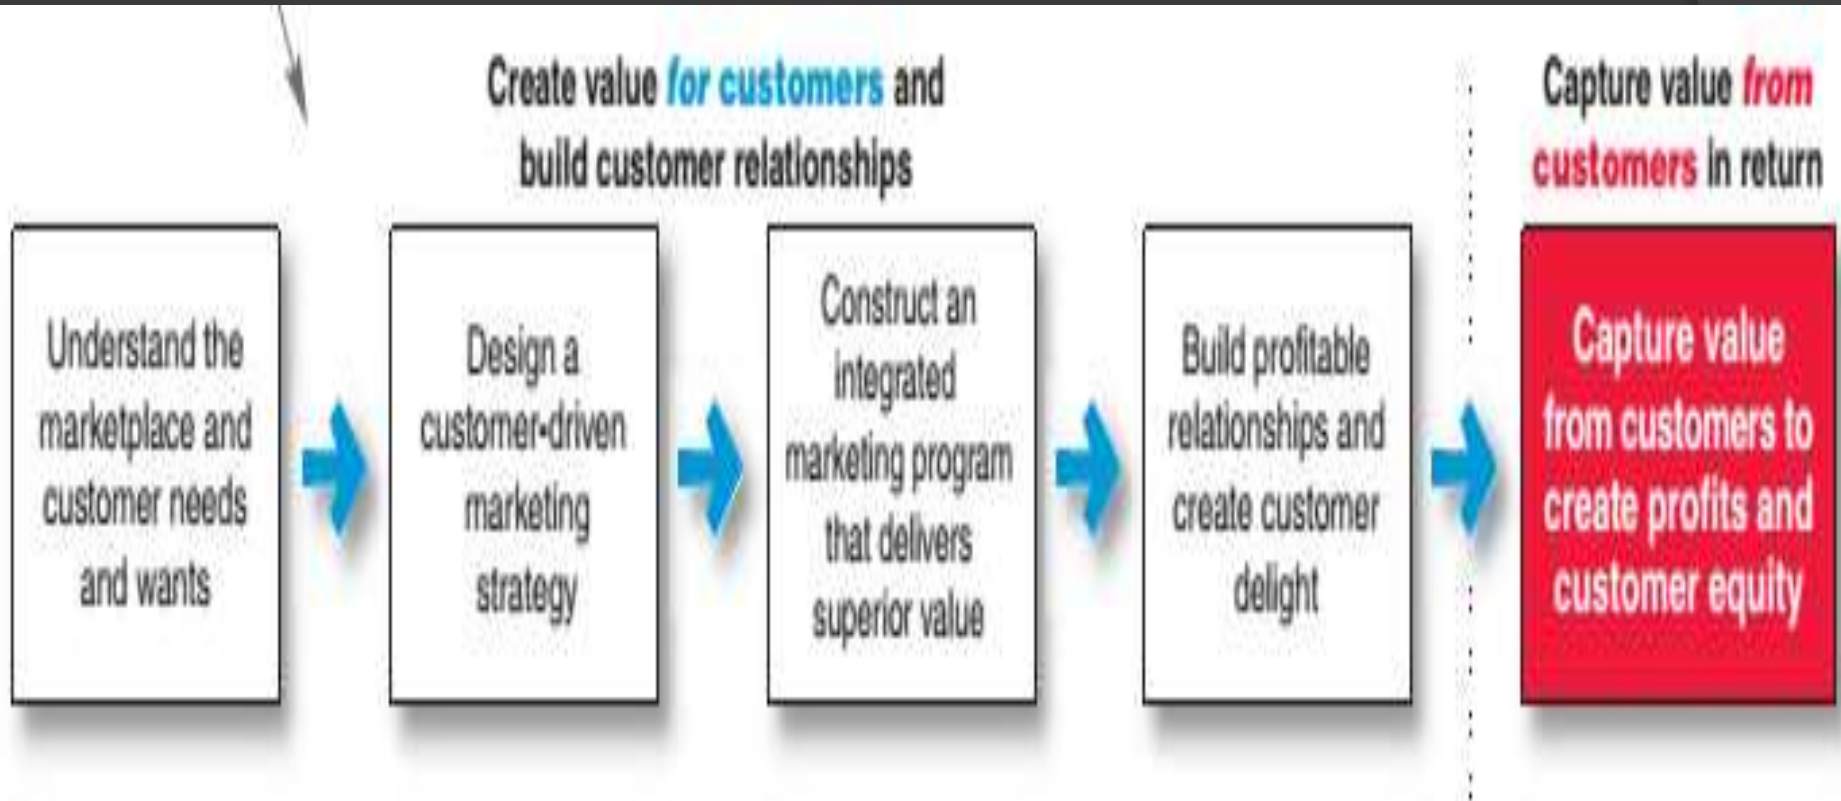 Create value for customers and
build customer relationships
Capture value from
customers in return
Understand the
marketplace and
customer needs
and wants
Design a
customer-driven
marketing
strategy
Construct an
integrated
marketing program
that delivers
superior value
Build profitable
relationships and
create customer
delight
Capture value
from customers to
create profits and
customer equity